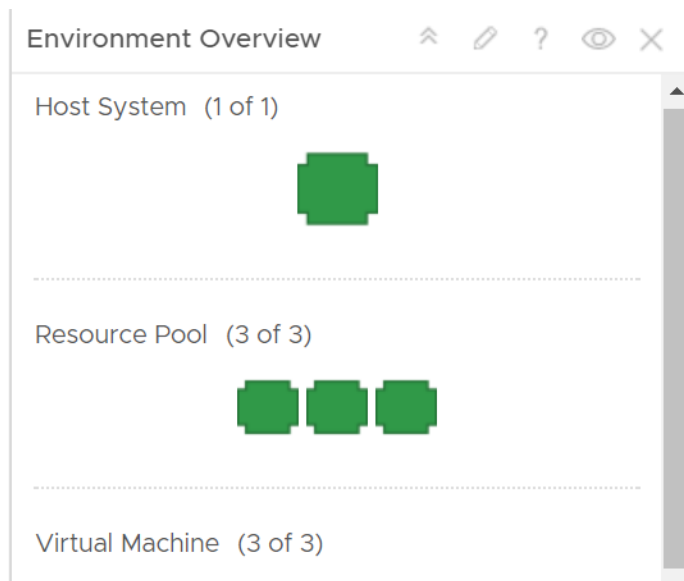 Environment Overview ?
Host System (1 of 1)
Resource Pool (3 of 3)
Virtual Machine (3 of 3)